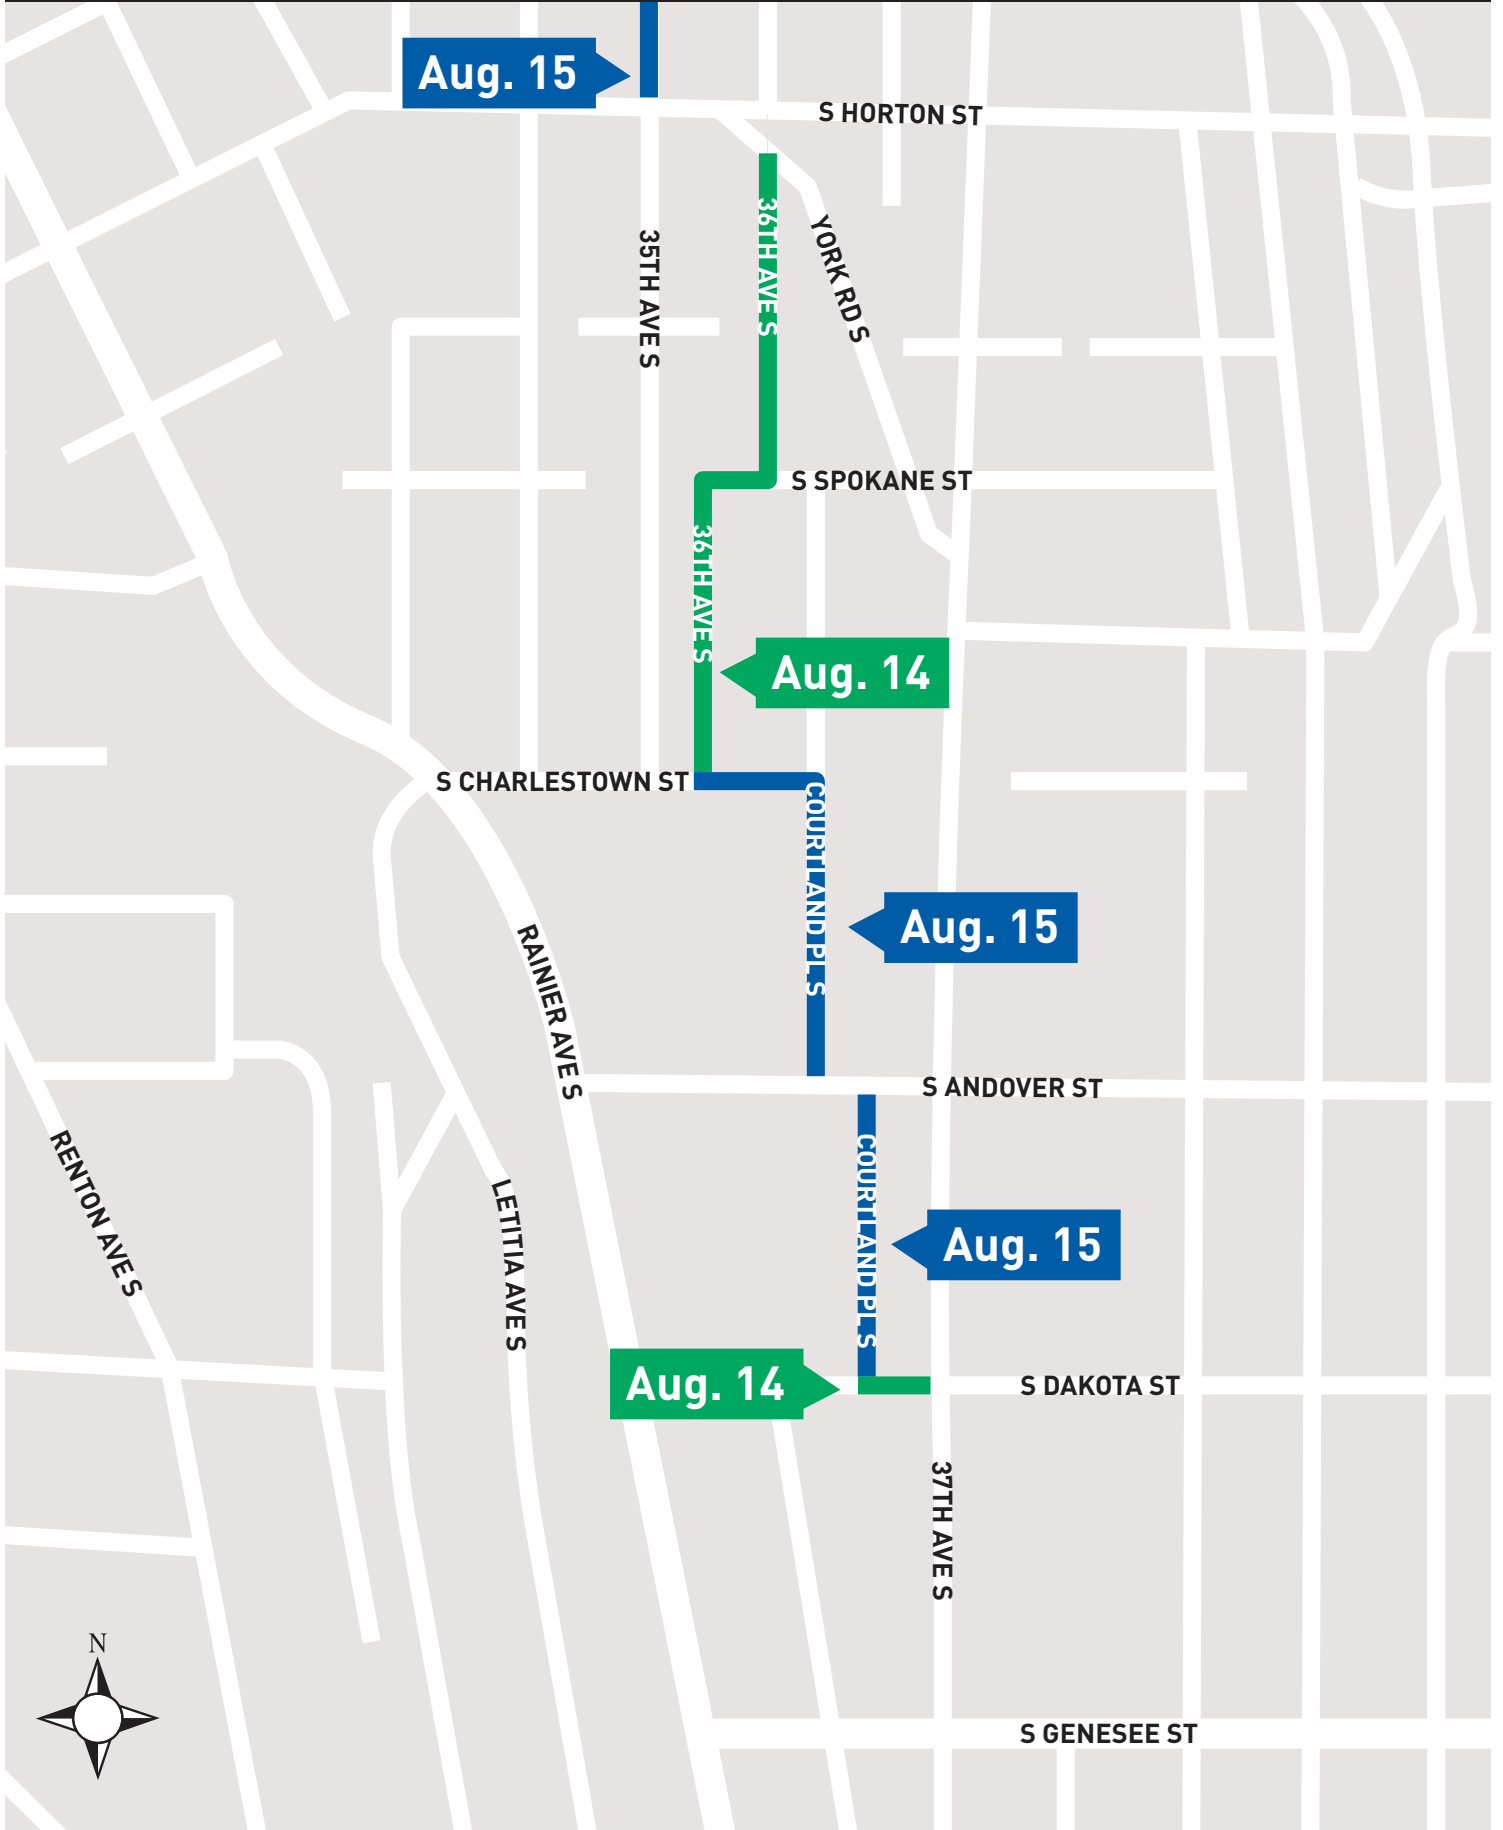 Aug. 15
S HORTON ST
36TH AVE S
YORK RD S
35TH AVE S
S SPOKANE ST
36TH AVE S
Aug. 14
S CHARLESTOWN ST
COURTLAND PL S
Aug. 15
RAINIER AVE S
S ANDOVER ST
RENTON AVE S
COURTLAND PL S
LETITIA AVE S
Aug. 15
Aug. 14
S DAKOTA ST
37TH AVE S
N
S GENESEE ST